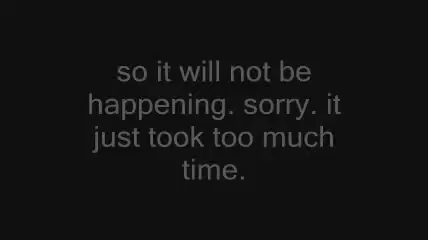 so it will not be
happening. sorry. it
just took too much
time.